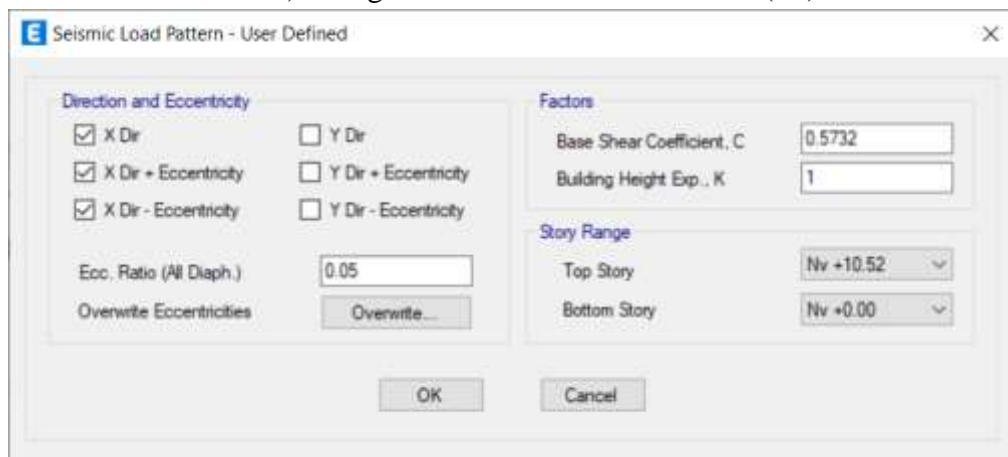 E Seismic Load Pattern - User Defined
Direction and Eccentricity
X Dir
Y Dir
X Dir + Eccentricity
Y Dir + Eccentricity
X Dir - Eccentricity
Y Dir - Eccentricity
Ecc. Ratio (All Diaph.)
0.05
Overwrite Eccentricities
Overwrite...
Factors
Base Shear Coefficient, C
0.5732
Building Height Exp., K
1
Story Range
Top Story
Nv +10.52
Bottom Story
Nv +0.00
OK
Cancel